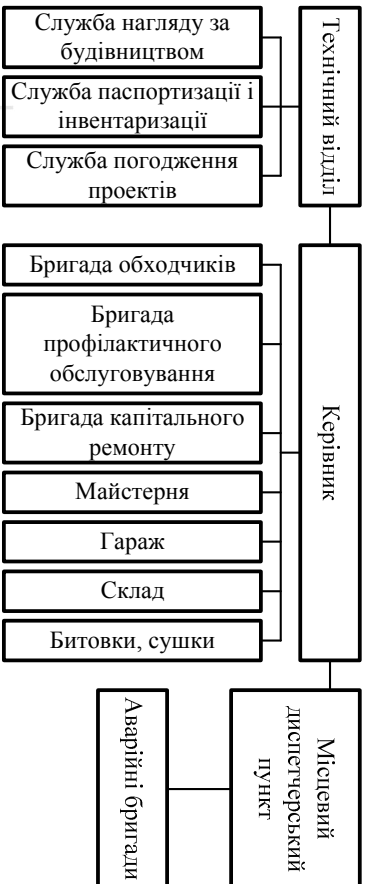 Служба нагляду за
будівництвом
Служба паспортизації і
інвентаризації
Служба погодження
проектів
Технічний відділ
Бригада обходчиків
Бригада
профілактичного
обслуговування
Бригада капітального
ремонту
Майстерня
Гараж
Склад
Битовки, сушки
Керівник
Місцевий
диспетчерський
пункт
Аварійні бригади